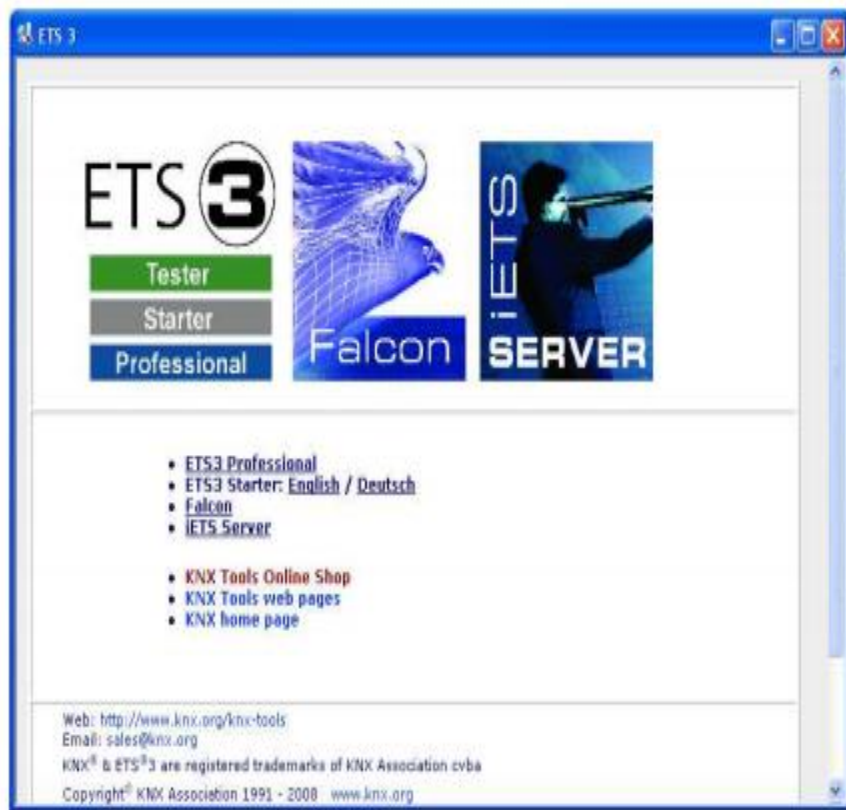 ETS 3
ETS 3
Tester
Starter
Professional
Falcon
iETS
SERVER
• ETS3 Professional
• ETS3 Starter: English / Deutsch
• Falcon
• iETS Server
• KNX Tools Online Shop
• KNX Tools web pages
• KNX home page
Web: http://www.knx.org/knx-tools
Email: sales@knx.org
KNX® & ETS®3 are registered trademarks of KNX Association cvba
Copyright© KNX Association 1991 - 2008 www.knx.org